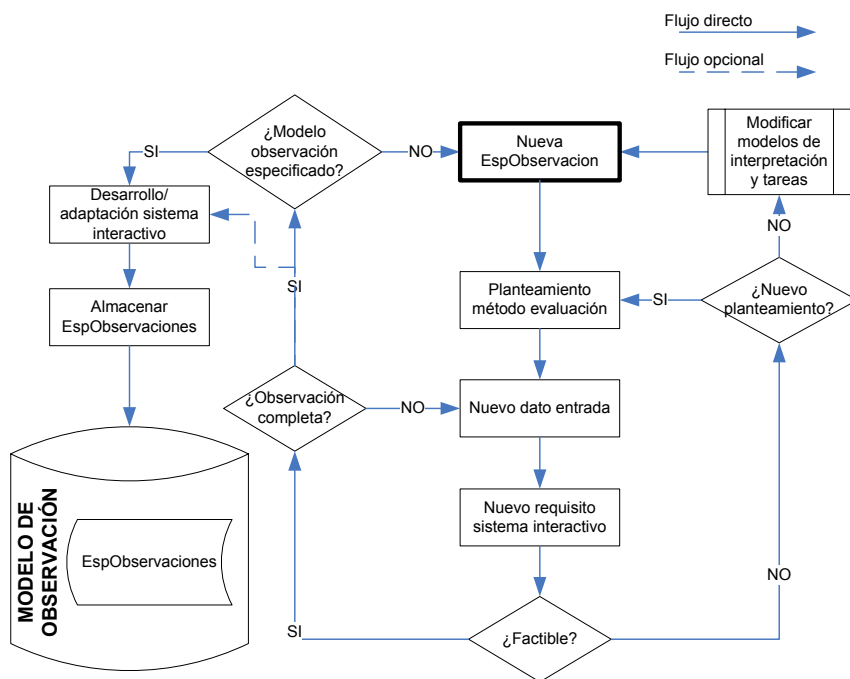 Flujo directo
Flujo opcional
¿Modelo
observación
especificado?
SI
NO
Nueva
EspObservacion
Modificar
modelos de
interpretación
y tareas
Desarrollo/
adaptación sistema
interactivo
NO
SI
Almacenar
EspObservaciones
Planteamiento
método evaluación
SI
¿Nuevo
planteamiento?
¿Observación
completa?
NO
Nuevo dato entrada
MODELO DE
OBSERVACIÓN
EspObservaciones
Nuevo requisito
sistema interactivo
NO
SI
¿Factible?